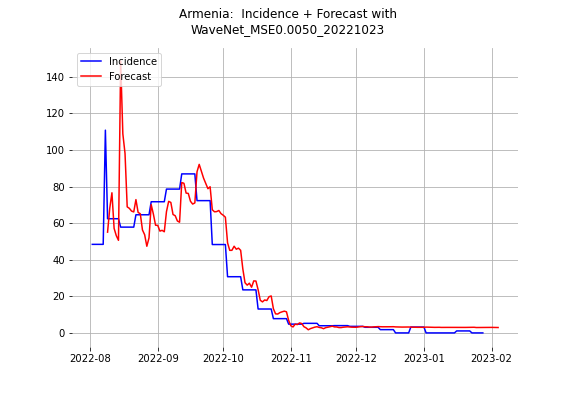 Armenia:  Incidence + Forecast with
WaveNet_MSE0.0050_20221023
Incidence
Forecast
140
120
100
80
60
40
20
0
2022-08 2022-09 2022-10 2022-11 2022-12 2023-01 2023-02